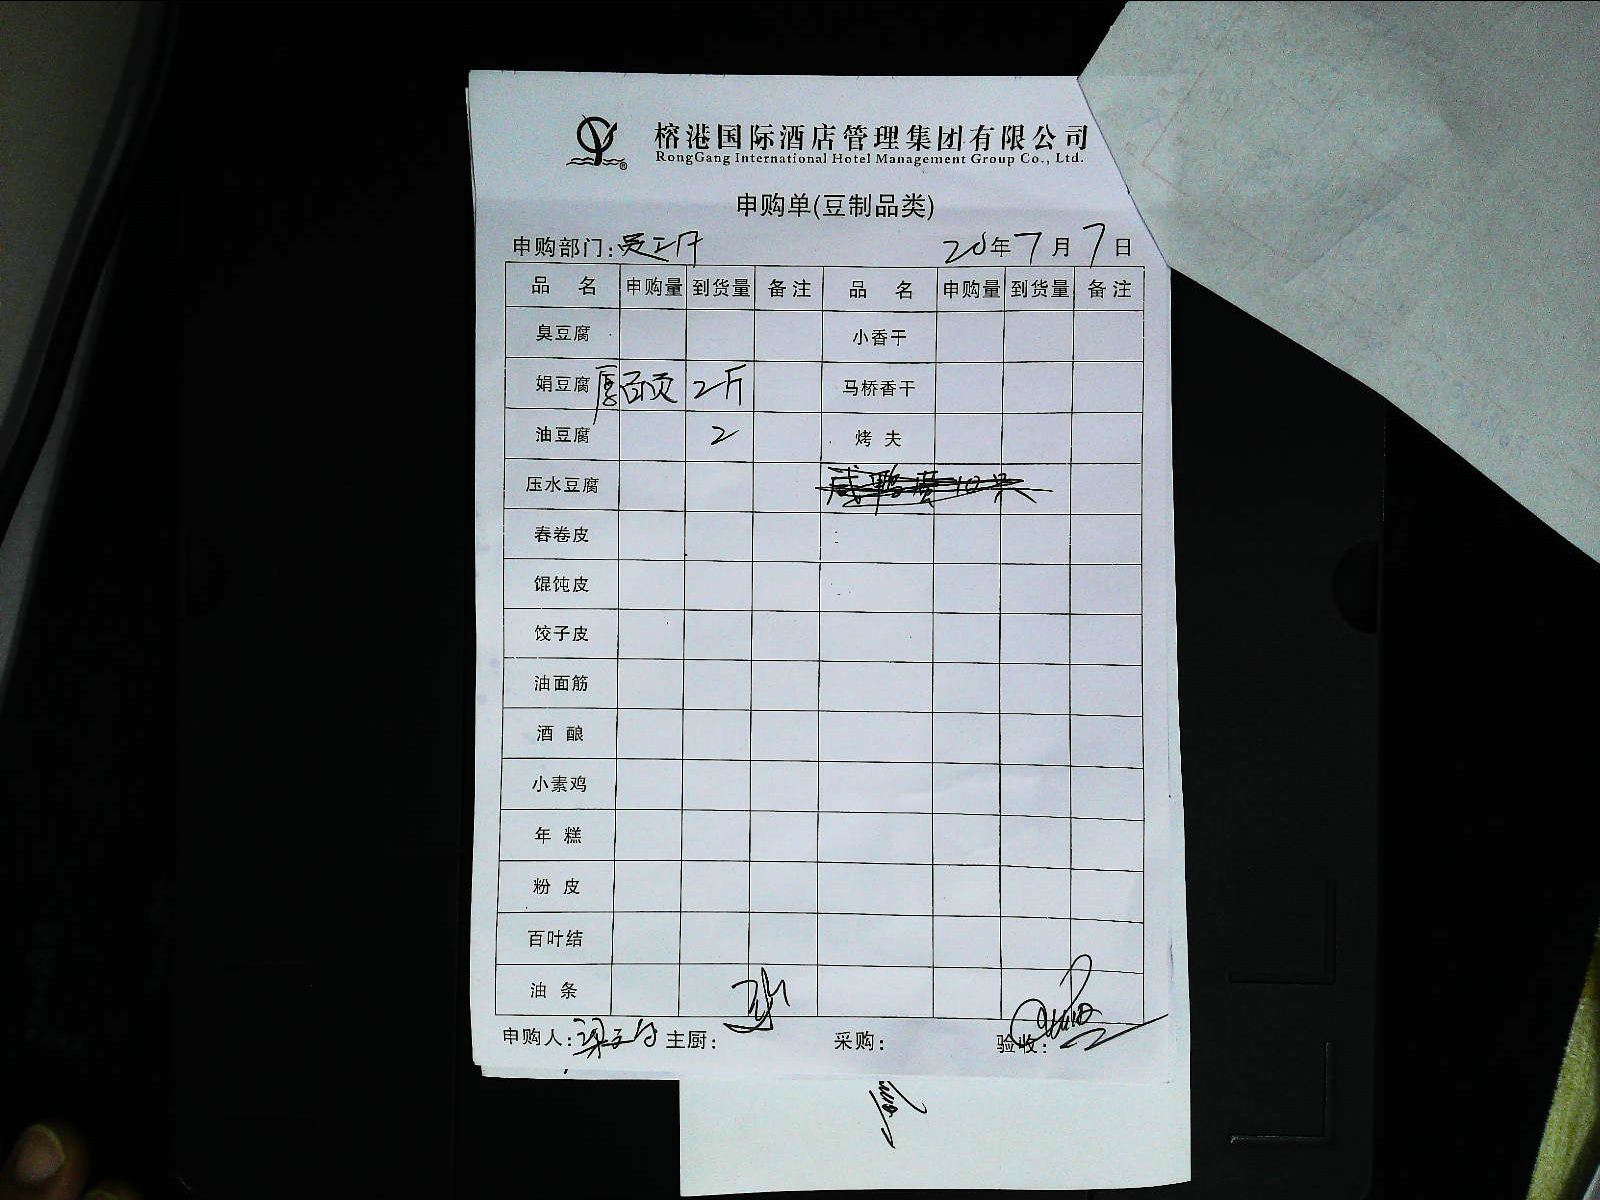 榕港国际酒店管理集团有限公司
RongGang International Hotel Management Group Co., Ltd.
申购单(豆制品类)
申购部门: 20年7月7日
品 名 申购量 到货量 备注 品 名 申购量 到货量 备注
臭豆腐 小香干
娟豆腐 厚百页 2斤 马桥香干
油豆腐 2 烤 夫
压水豆腐
春卷皮
馄饨皮
饺子皮
油面筋
酒 酿
小素鸡
年 糕
粉 皮
百叶结
油 条
申购人: 主厨: 采购: 验收: